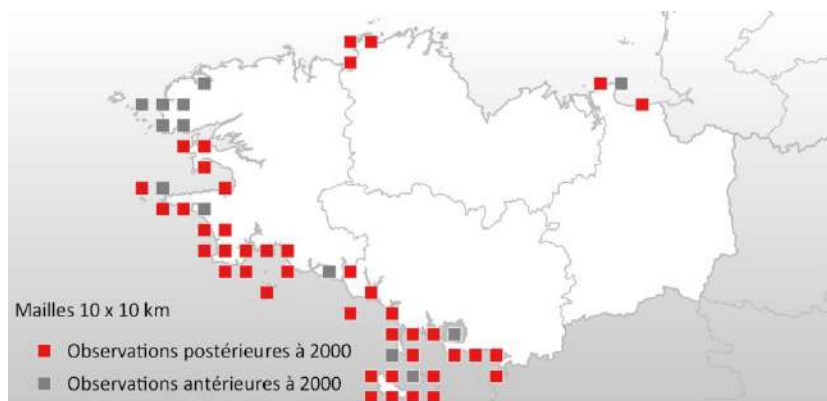 Mailles 10 x 10 km
Observations postérieures à 2000
Observations antérieures à 2000